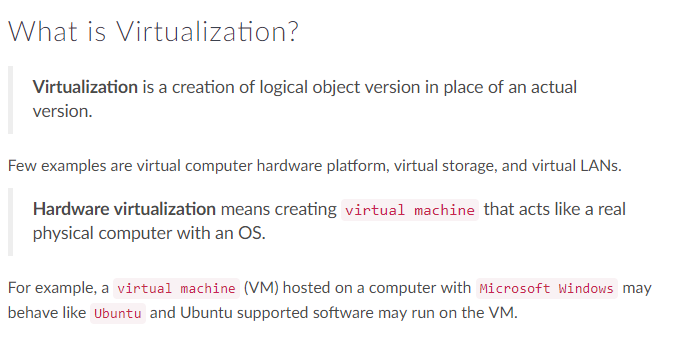 What is Virtualization?
Virtualization is a creation of logical object version in place of an actual
version.
Few examples are virtual computer hardware platform, virtual storage, and virtual LANs.
Hardware virtualization means creating virtual machine that acts like a real
physical computer with an OS.
For example, a virtual machine (VM) hosted on a computer with Microsoft Windows may
behave like Ubuntu and Ubuntu supported software may run on the VM.